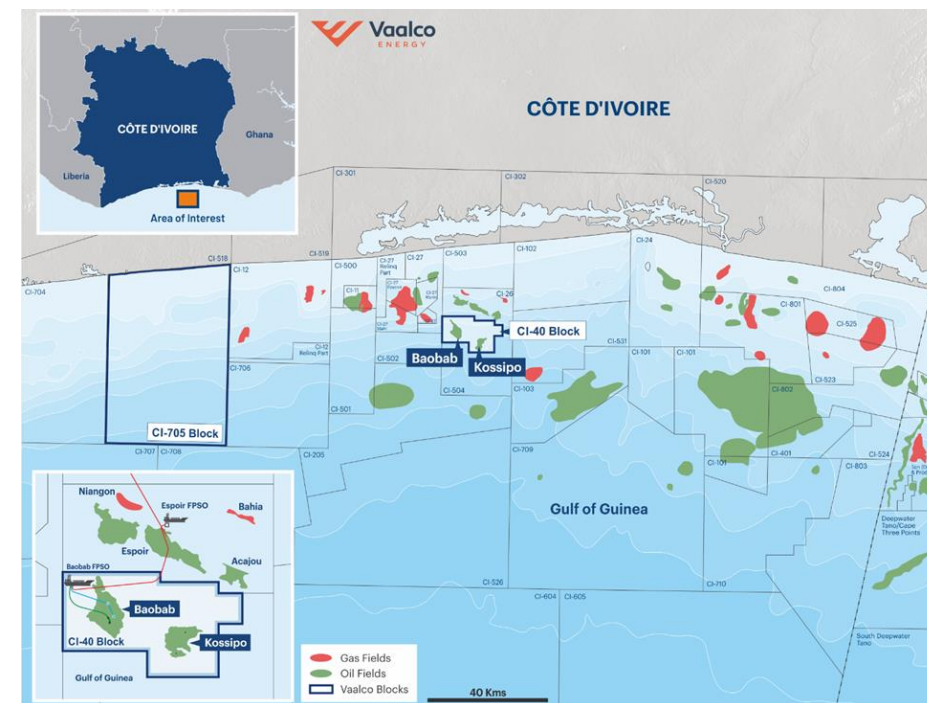 Vaalco
ENERGY
CÔTE D'IVOIRE
Ghana
Liberia
Area of Interest
CÔTE D'IVOIRE
CI-301
CI-302
CI-520
CI-518
CI-519
CI-503
CI-102
CI-24
CI-704
CI-12
CI-500
CI-27
Relinq
Part
CI-27
CI-11
CI-26
CI-804
CI-801
CI-525
CI-40 Block
Baobab
Kossipo
CI-12
Relinq Part
CI-502
CI-531
CI-101
CI-101
CI-706
CI-504
CI-103
CI-802
CI-523
CI-501
CI-705 Block
CI-707
CI-708
CI-205
CI-709
CI-101
CI-401
CI-803
CI-524
Gulf of Guinea
Deepwater
Tano/Cape
Three Points
CI-526
CI-710
CI-604
CI-605
South Deepwater
Tano
Niangon
Espoir FPSO
Bahia
Espoir
Acajou
Baobab FPSO
Baobab
CI-40 Block
Kossipo
Gulf of Guinea
Gas Fields
Oil Fields
Vaalco Blocks
40 Kms